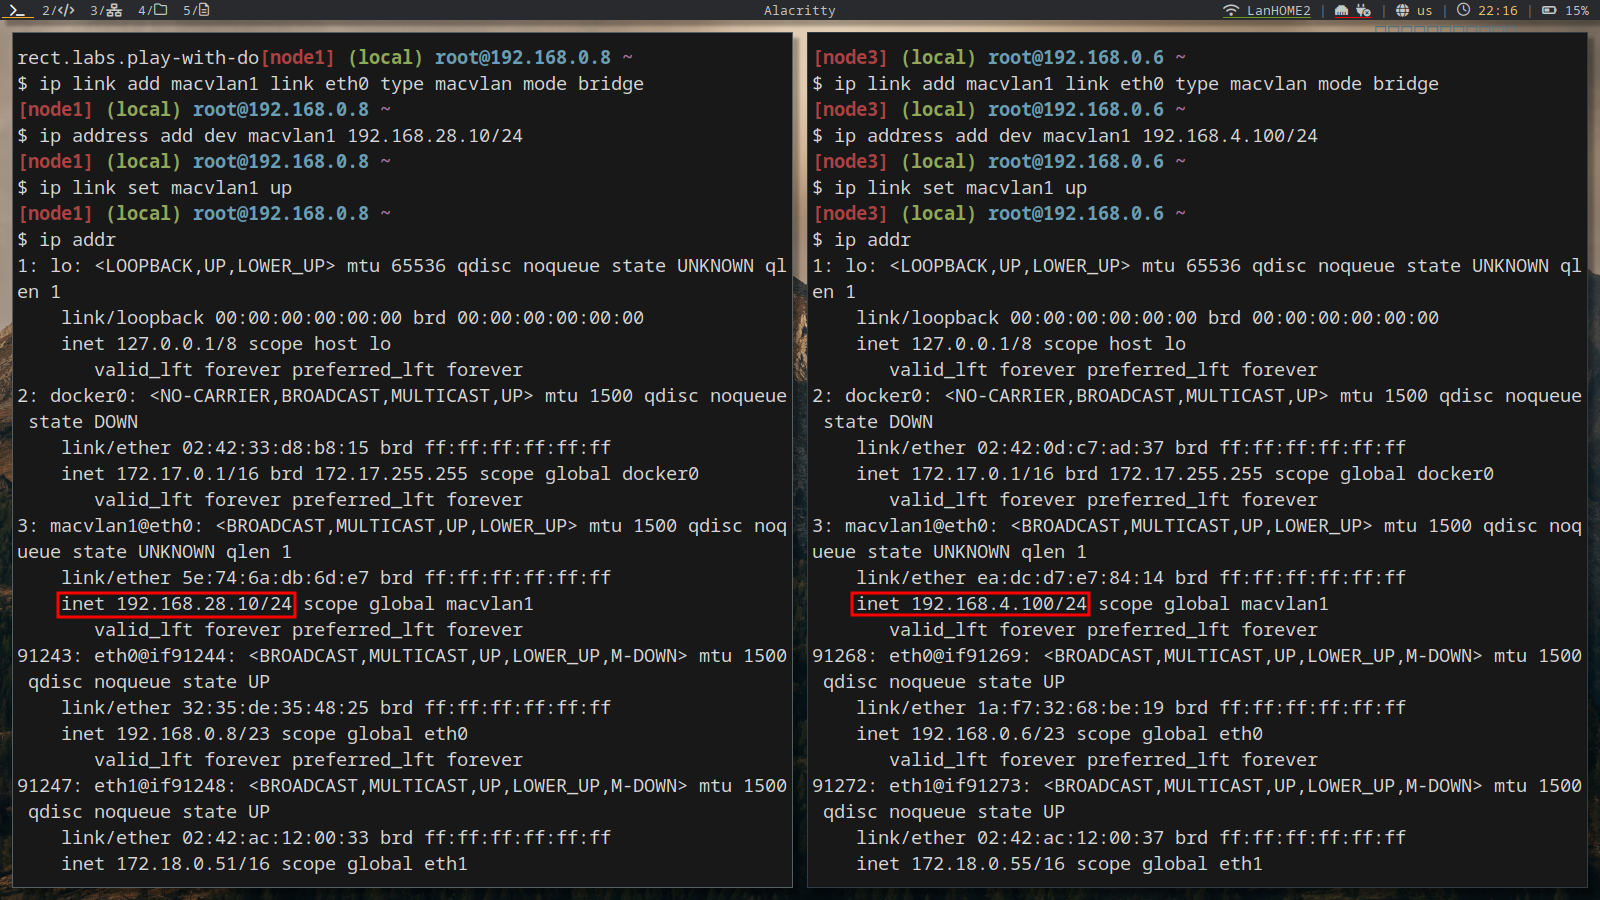 2/</> 3/ 4/ 5/ Alacritty LanHOME2 | | us | 22:16 | 15%
rect.labs.play-with-do[node1] (local) root@192.168.0.8 ~
$ ip link add macvlan1 link eth0 type macvlan mode bridge
[node1] (local) root@192.168.0.8 ~
$ ip address add dev macvlan1 192.168.28.10/24
[node1] (local) root@192.168.0.8 ~
$ ip link set macvlan1 up
[node1] (local) root@192.168.0.8 ~
$ ip addr
1: lo: <LOOPBACK,UP,LOWER_UP> mtu 65536 qdisc noqueue state UNKNOWN ql
en 1
link/loopback 00:00:00:00:00:00 brd 00:00:00:00:00:00
inet 127.0.0.1/8 scope host lo
valid_lft forever preferred_lft forever
2: docker0: <NO-CARRIER,BROADCAST,MULTICAST,UP> mtu 1500 qdisc noqueue
state DOWN
link/ether 02:42:33:d8:b8:15 brd ff:ff:ff:ff:ff:ff
inet 172.17.0.1/16 brd 172.17.255.255 scope global docker0
valid_lft forever preferred_lft forever
3: macvlan1@eth0: <BROADCAST,MULTICAST,UP,LOWER_UP> mtu 1500 qdisc noq
ueue state UNKNOWN qlen 1
link/ether 5e:74:6a:db:6d:e7 brd ff:ff:ff:ff:ff:ff
inet 192.168.28.10/24 scope global macvlan1
valid_lft forever preferred_lft forever
91243: eth0@if91244: <BROADCAST,MULTICAST,UP,LOWER_UP,M-DOWN> mtu 1500
qdisc noqueue state UP
link/ether 32:35:de:35:48:25 brd ff:ff:ff:ff:ff:ff
inet 192.168.0.8/23 scope global eth0
valid_lft forever preferred_lft forever
91247: eth1@if91248: <BROADCAST,MULTICAST,UP,LOWER_UP,M-DOWN> mtu 1500
qdisc noqueue state UP
link/ether 02:42:ac:12:00:33 brd ff:ff:ff:ff:ff:ff
inet 172.18.0.51/16 scope global eth1
[node3] (local) root@192.168.0.6 ~
$ ip link add macvlan1 link eth0 type macvlan mode bridge
[node3] (local) root@192.168.0.6 ~
$ ip address add dev macvlan1 192.168.4.100/24
[node3] (local) root@192.168.0.6 ~
$ ip link set macvlan1 up
[node3] (local) root@192.168.0.6 ~
$ ip addr
1: lo: <LOOPBACK,UP,LOWER_UP> mtu 65536 qdisc noqueue state UNKNOWN ql
en 1
link/loopback 00:00:00:00:00:00 brd 00:00:00:00:00:00
inet 127.0.0.1/8 scope host lo
valid_lft forever preferred_lft forever
2: docker0: <NO-CARRIER,BROADCAST,MULTICAST,UP> mtu 1500 qdisc noqueue
state DOWN
link/ether 02:42:0d:c7:ad:37 brd ff:ff:ff:ff:ff:ff
inet 172.17.0.1/16 brd 172.17.255.255 scope global docker0
valid_lft forever preferred_lft forever
3: macvlan1@eth0: <BROADCAST,MULTICAST,UP,LOWER_UP> mtu 1500 qdisc noq
ueue state UNKNOWN qlen 1
link/ether ea:dc:d7:e7:84:14 brd ff:ff:ff:ff:ff:ff
inet 192.168.4.100/24 scope global macvlan1
valid_lft forever preferred_lft forever
91268: eth0@if91269: <BROADCAST,MULTICAST,UP,LOWER_UP,M-DOWN> mtu 1500
qdisc noqueue state UP
link/ether 1a:f7:32:68:be:19 brd ff:ff:ff:ff:ff:ff
inet 192.168.0.6/23 scope global eth0
valid_lft forever preferred_lft forever
91272: eth1@if91273: <BROADCAST,MULTICAST,UP,LOWER_UP,M-DOWN> mtu 1500
qdisc noqueue state UP
link/ether 02:42:ac:12:00:37 brd ff:ff:ff:ff:ff:ff
inet 172.18.0.55/16 scope global eth1